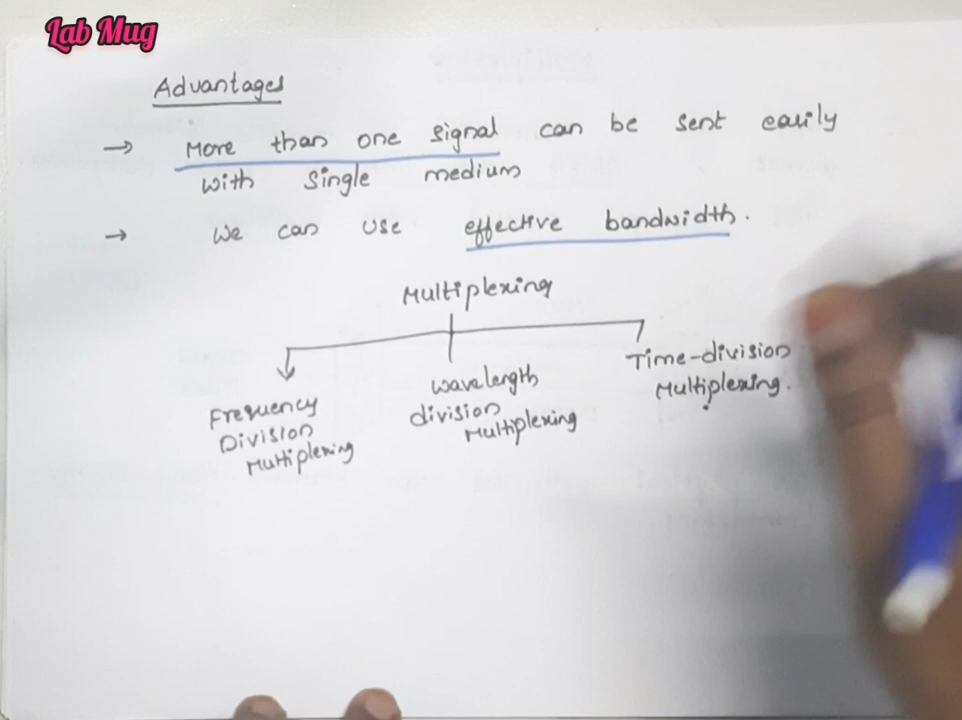 Lab Mug
Advantages
→ More than one signal can be sent easily
with single medium
→ We can use effective bandwidth.
Multiplexing
Frequency
Division
Multiplexing
Wavelength
division
Multiplexing
Time-division
Multiplexing.